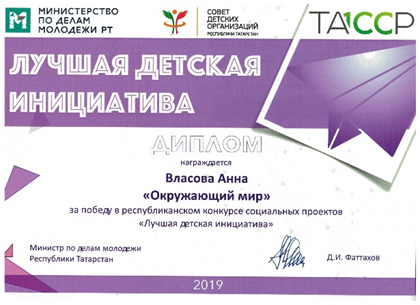 МИНИСТЕРСТВО
ПО ДЕЛАМ
МОЛОДЕЖИ РТ
СОВЕТ
ДЕТСКИХ
ОРГАНИЗАЦИЙ
РЕСПУБЛИКИ ТАТАРСТАН
ТАССР
ЛУЧШАЯ ДЕТСКАЯ
ИНИЦИАТИВА
ДИПЛОМ
награждается
Власова Анна
«Окружающий мир»
за победу в республиканском конкурсе социальных проектов
«Лучшая детская инициатива»
Министр по делам молодежи
Республики Татарстан
Д.И. Фаттахов
2019